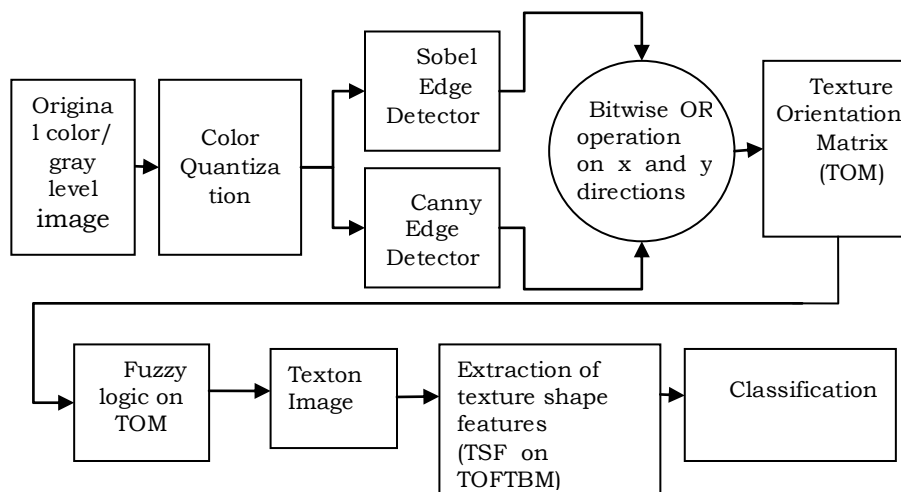 Origina
l color/
gray
level
image
Color
Quantiza
tion
Sobel
Edge
Detector
Canny
Edge
Detector
Bitwise OR
operation
on x and y
directions
Texture
Orientation
Matrix
(TOM)
Fuzzy
logic on
TOM
Texton
Image
Extraction of
texture shape
features
(TSF on
TOFTBM)
Classification